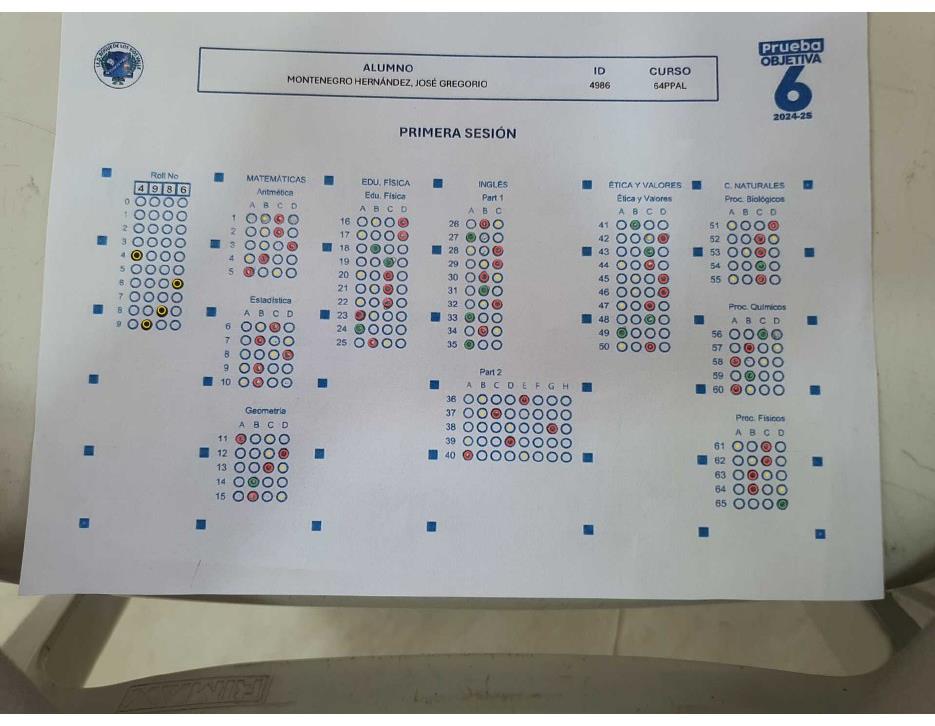 Prueba
OBJETIVA
6
2024-25
ALUMNO ID CURSO
MONTENEGRO HERNÁNDEZ, JOSÉ GREGORIO 4986 64PPAL
PRIMERA SESIÓN
Roll No
4 9 8 6
0
1
2
3
4
5
6
7
8
9
MATEMÁTICAS
Aritmética
A B C D
1
2
3
4
5
Estadística
A B C D
6
7
8
9
10
Geometría
A B C D
11
12
13
14
15
EDU. FÍSICA
Edu. Física
A B C D
16
17
18
19
20
21
22
23
24
25
INGLÉS
Part 1
A B C
26
27
28
29
30
31
32
33
34
35
Part 2
A B C D E F G H
36
37
38
39
40
ÉTICA Y VALORES
Ética y Valores
A B C D
41
42
43
44
45
46
47
48
49
50
C. NATURALES
Proc. Biológicos
A B C D
51
52
53
54
55
Proc. Químicos
A B C D
56
57
58
59
60
Proc. Físicos
A B C D
61
62
63
64
65
RIMAX